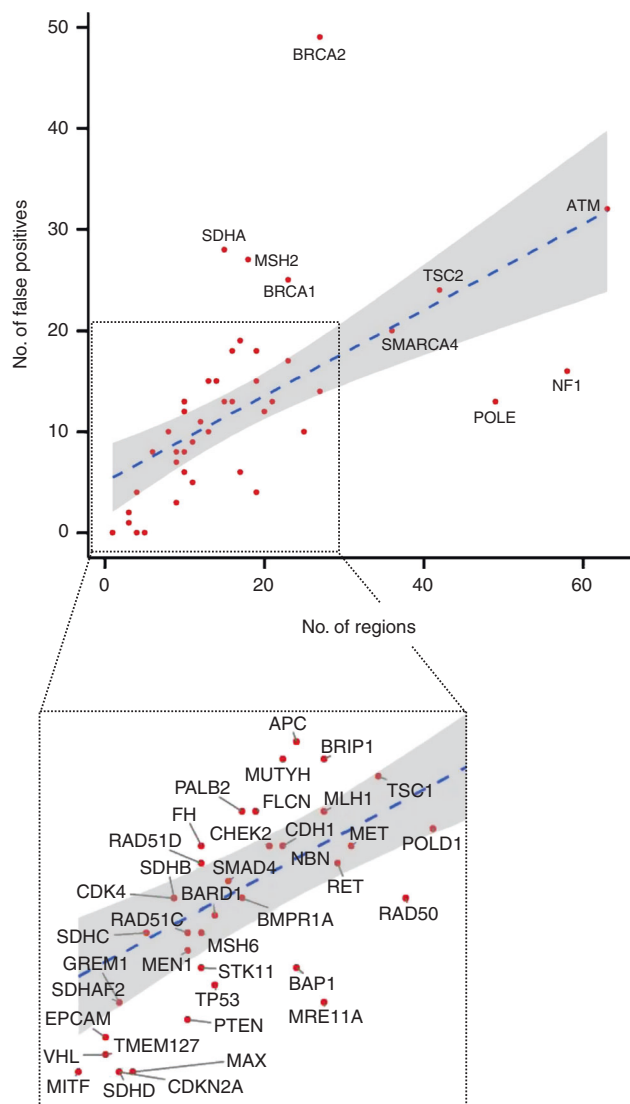 50
BRCA2
40
30
ATM
SDHA
MSH2
BRCA1
TSC2
No. of false positives
20
SMARCA4
NF1
POLE
10
0
0 20 40 60
No. of regions
APC
MUTYH BRIP1
PALB2 FLCN TSC1
FH MLH1
RAD51D CHEK2 CDH1 MET POLD1
SDHB SMAD4 NBN
CDK4 BARD1 RET
RAD51C BMPR1A RAD50
SDHC MSH6
GREM1 MEN1 STK11 BAP1
SDHAF2 TP53
EPCAM PTEN MRE11A
VHL TMEM127 MAX
MITF SDHD CDKN2A